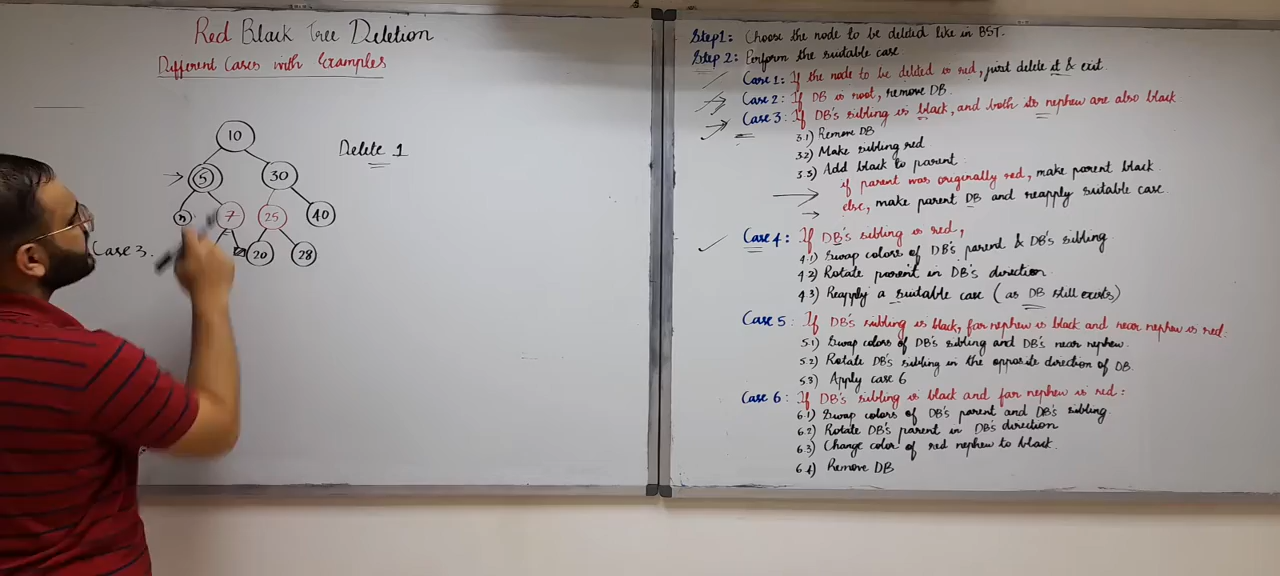 Red Black Tree Deletion
Different Cases with Examples
10
Delete 1
5
30
n
7
25
40
Case 3.
20
28
Step1: Choose the node to be deleted like in BST.
Step 2: Perform the suitable case
Case 1: If the node to be delded is red, just delete it & exit.
Case 2: If DB is root, remove DB.
Case 3: If DB's sibling is black, and both its nephew are also black
3.1) Remove DB
3.2) Make sibling red.
3.3) Add black to parent.
if parent was originally red, make parent black
else, make parent DB and reapply suitable case
Case 4: If DB's sibling is red,
4.1) Swap colors of DB's parent & DB's sibling
4.2) Rotate parent in DB's direction
4.3) Reapply a suitable case (as DB still exists)
Case 5: If DB's sibling is black, far nephew is black and near nephew is red.
5.1) Swap colors of DB's sibling and DB's near nephew.
5.2) Rotate DB's sibling in the opposite direction of DB.
5.3) Apply case 6
Case 6: If DB's sibling is black and far nephew is red:
6.1) Swap colors of DB's parent and DB's sibling
6.2) Rotate DB's parent in DB's direction
6.3) Change color of red nephew to black.
6.4) Remove DB